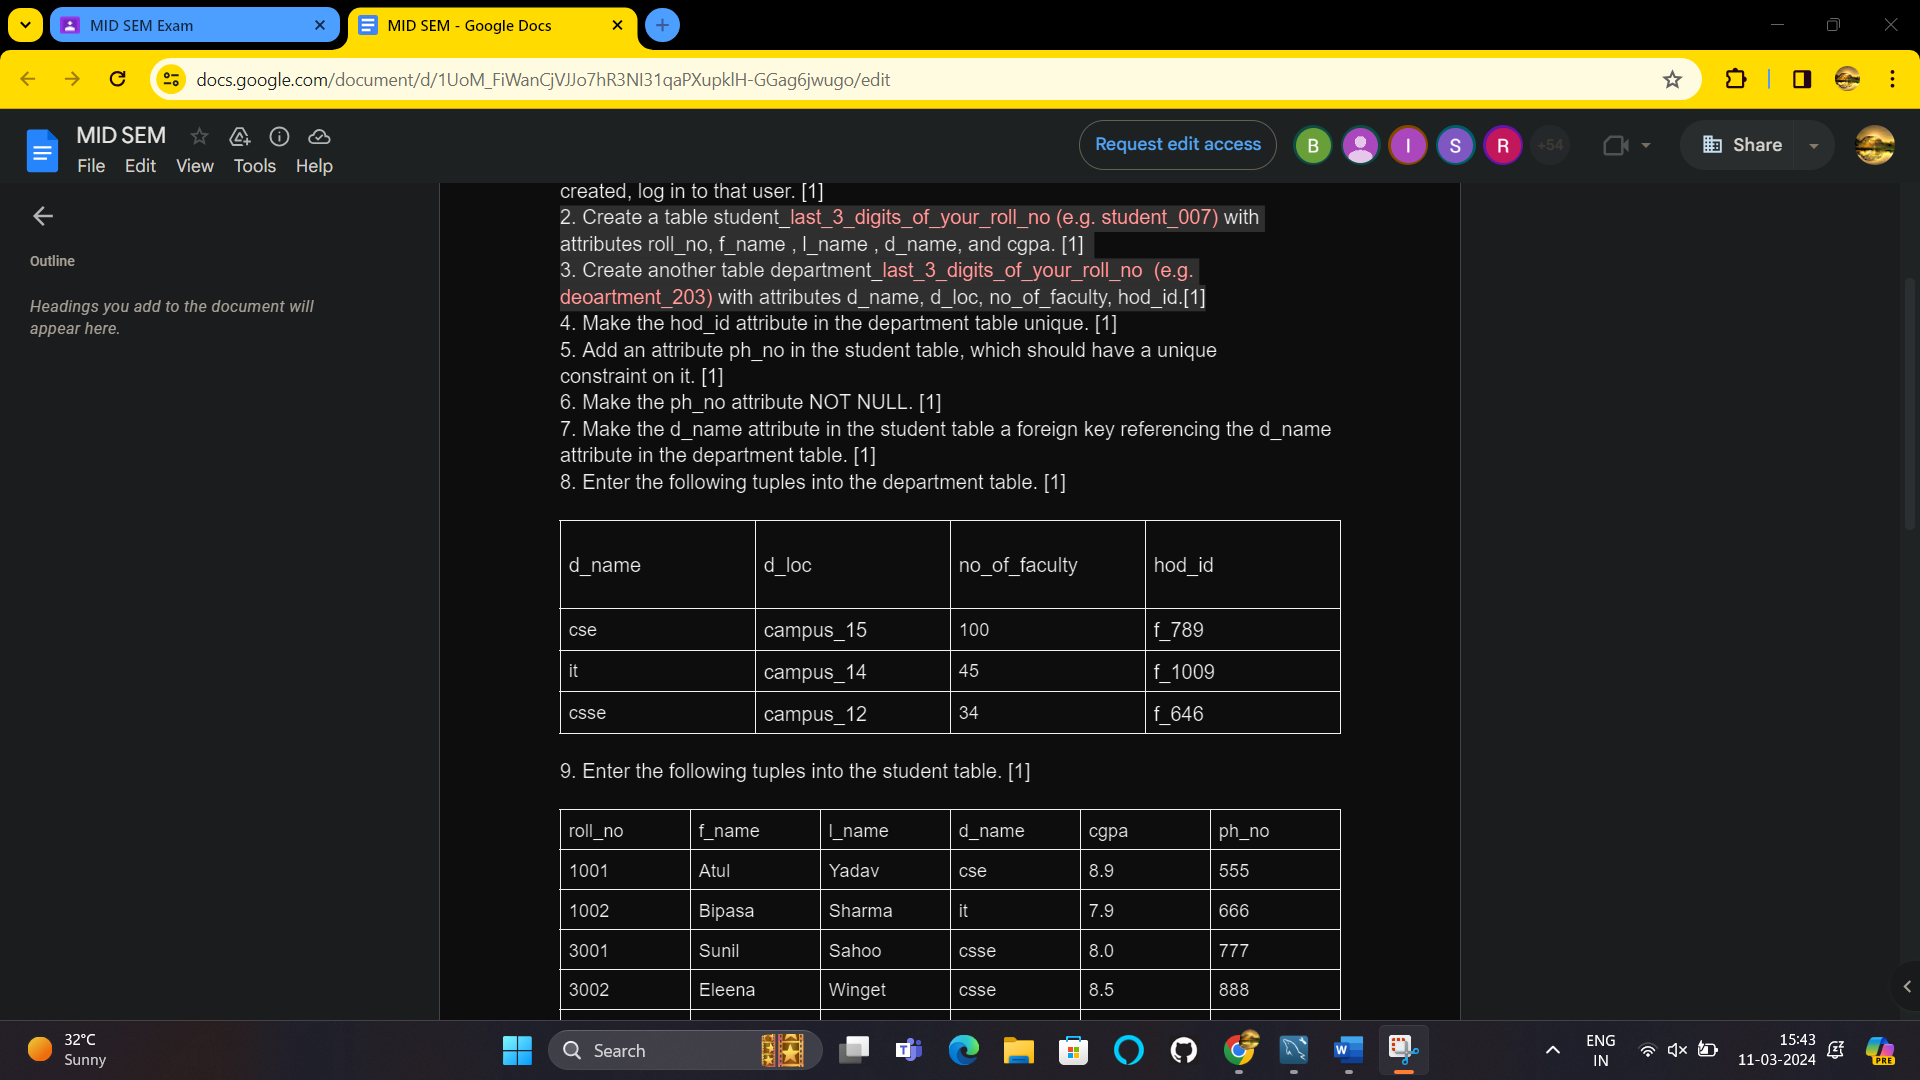 MID SEM Exam
MID SEM - Google Docs
docs.google.com/document/d/1UoM_FiWanCjVJJo7hR3NI31qaPXupklH-GGag6jwugo/edit
MID SEM
File Edit View Tools Help
Request edit access
B I S R +54
Share
Outline
Headings you add to the document will
appear here.
created, log in to that user. [1]
2. Create a table student_last_3_digits_of_your_roll_no (e.g. student_007) with
attributes roll_no, f_name , l_name , d_name, and cgpa. [1]
3. Create another table department_last_3_digits_of_your_roll_no (e.g.
deoartment_203) with attributes d_name, d_loc, no_of_faculty, hod_id.[1]
4. Make the hod_id attribute in the department table unique. [1]
5. Add an attribute ph_no in the student table, which should have a unique
constraint on it. [1]
6. Make the ph_no attribute NOT NULL. [1]
7. Make the d_name attribute in the student table a foreign key referencing the d_name
attribute in the department table. [1]
8. Enter the following tuples into the department table. [1]
d_name d_loc no_of_faculty hod_id
cse campus_15 100 f_789
it campus_14 45 f_1009
csse campus_12 34 f_646
9. Enter the following tuples into the student table. [1]
roll_no f_name l_name d_name cgpa ph_no
1001 Atul Yadav cse 8.9 555
1002 Bipasa Sharma it 7.9 666
3001 Sunil Sahoo csse 8.0 777
3002 Eleena Winget csse 8.5 888
32°C
Sunny
Search
ENG
IN
15:43
11-03-2024
PRE